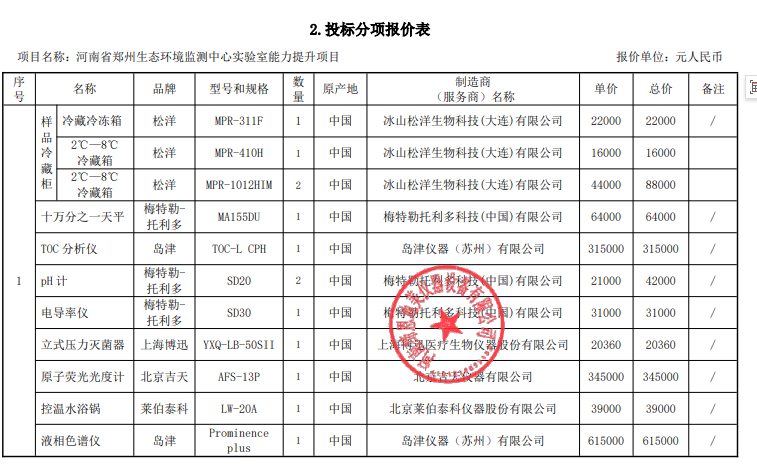 2.投标分项报价表
项目名称：河南省郑州生态环境监测中心实验室能力提升项目 报价单位：元人民币
序号 名称 品牌 型号和规格 数量 原产地 制造商（服务商）名称 单价 总价 备注
1 样品冷藏柜 冷藏冷冻箱 松洋 MPR-311F 1 中国 冰山松洋生物科技(大连)有限公司 22000 22000 /
2℃—8℃冷藏箱 松洋 MPR-410H 1 中国 冰山松洋生物科技(大连)有限公司 16000 16000
2℃—8℃冷藏箱 松洋 MPR-1012HIM 2 中国 冰山松洋生物科技(大连)有限公司 44000 88000 /
十万分之一天平 梅特勒-托利多 MA155DU 1 中国 梅特勒托利多科技(中国)有限公司 64000 64000 /
TOC 分析仪 岛津 TOC-L CPH 1 中国 岛津仪器（苏州）有限公司 315000 315000 /
pH 计 梅特勒-托利多 SD20 2 中国 梅特勒托利多科技(中国)有限公司 21000 42000 /
电导率仪 梅特勒-托利多 SD30 1 中国 梅特勒托利多科技(中国)有限公司 31000 31000 /
立式压力灭菌器 上海博迅 YXQ-LB-50SII 1 中国 上海博迅医疗生物仪器股份有限公司 20360 20360 /
原子荧光光度计 北京吉天 AFS-13P 1 中国 北京吉天仪器有限公司 345000 345000 /
控温水浴锅 莱伯泰科 LW-20A 1 中国 北京莱伯泰科仪器股份有限公司 39000 39000 /
液相色谱仪 岛津 Prominence plus 1 中国 岛津仪器（苏州）有限公司 615000 615000 /